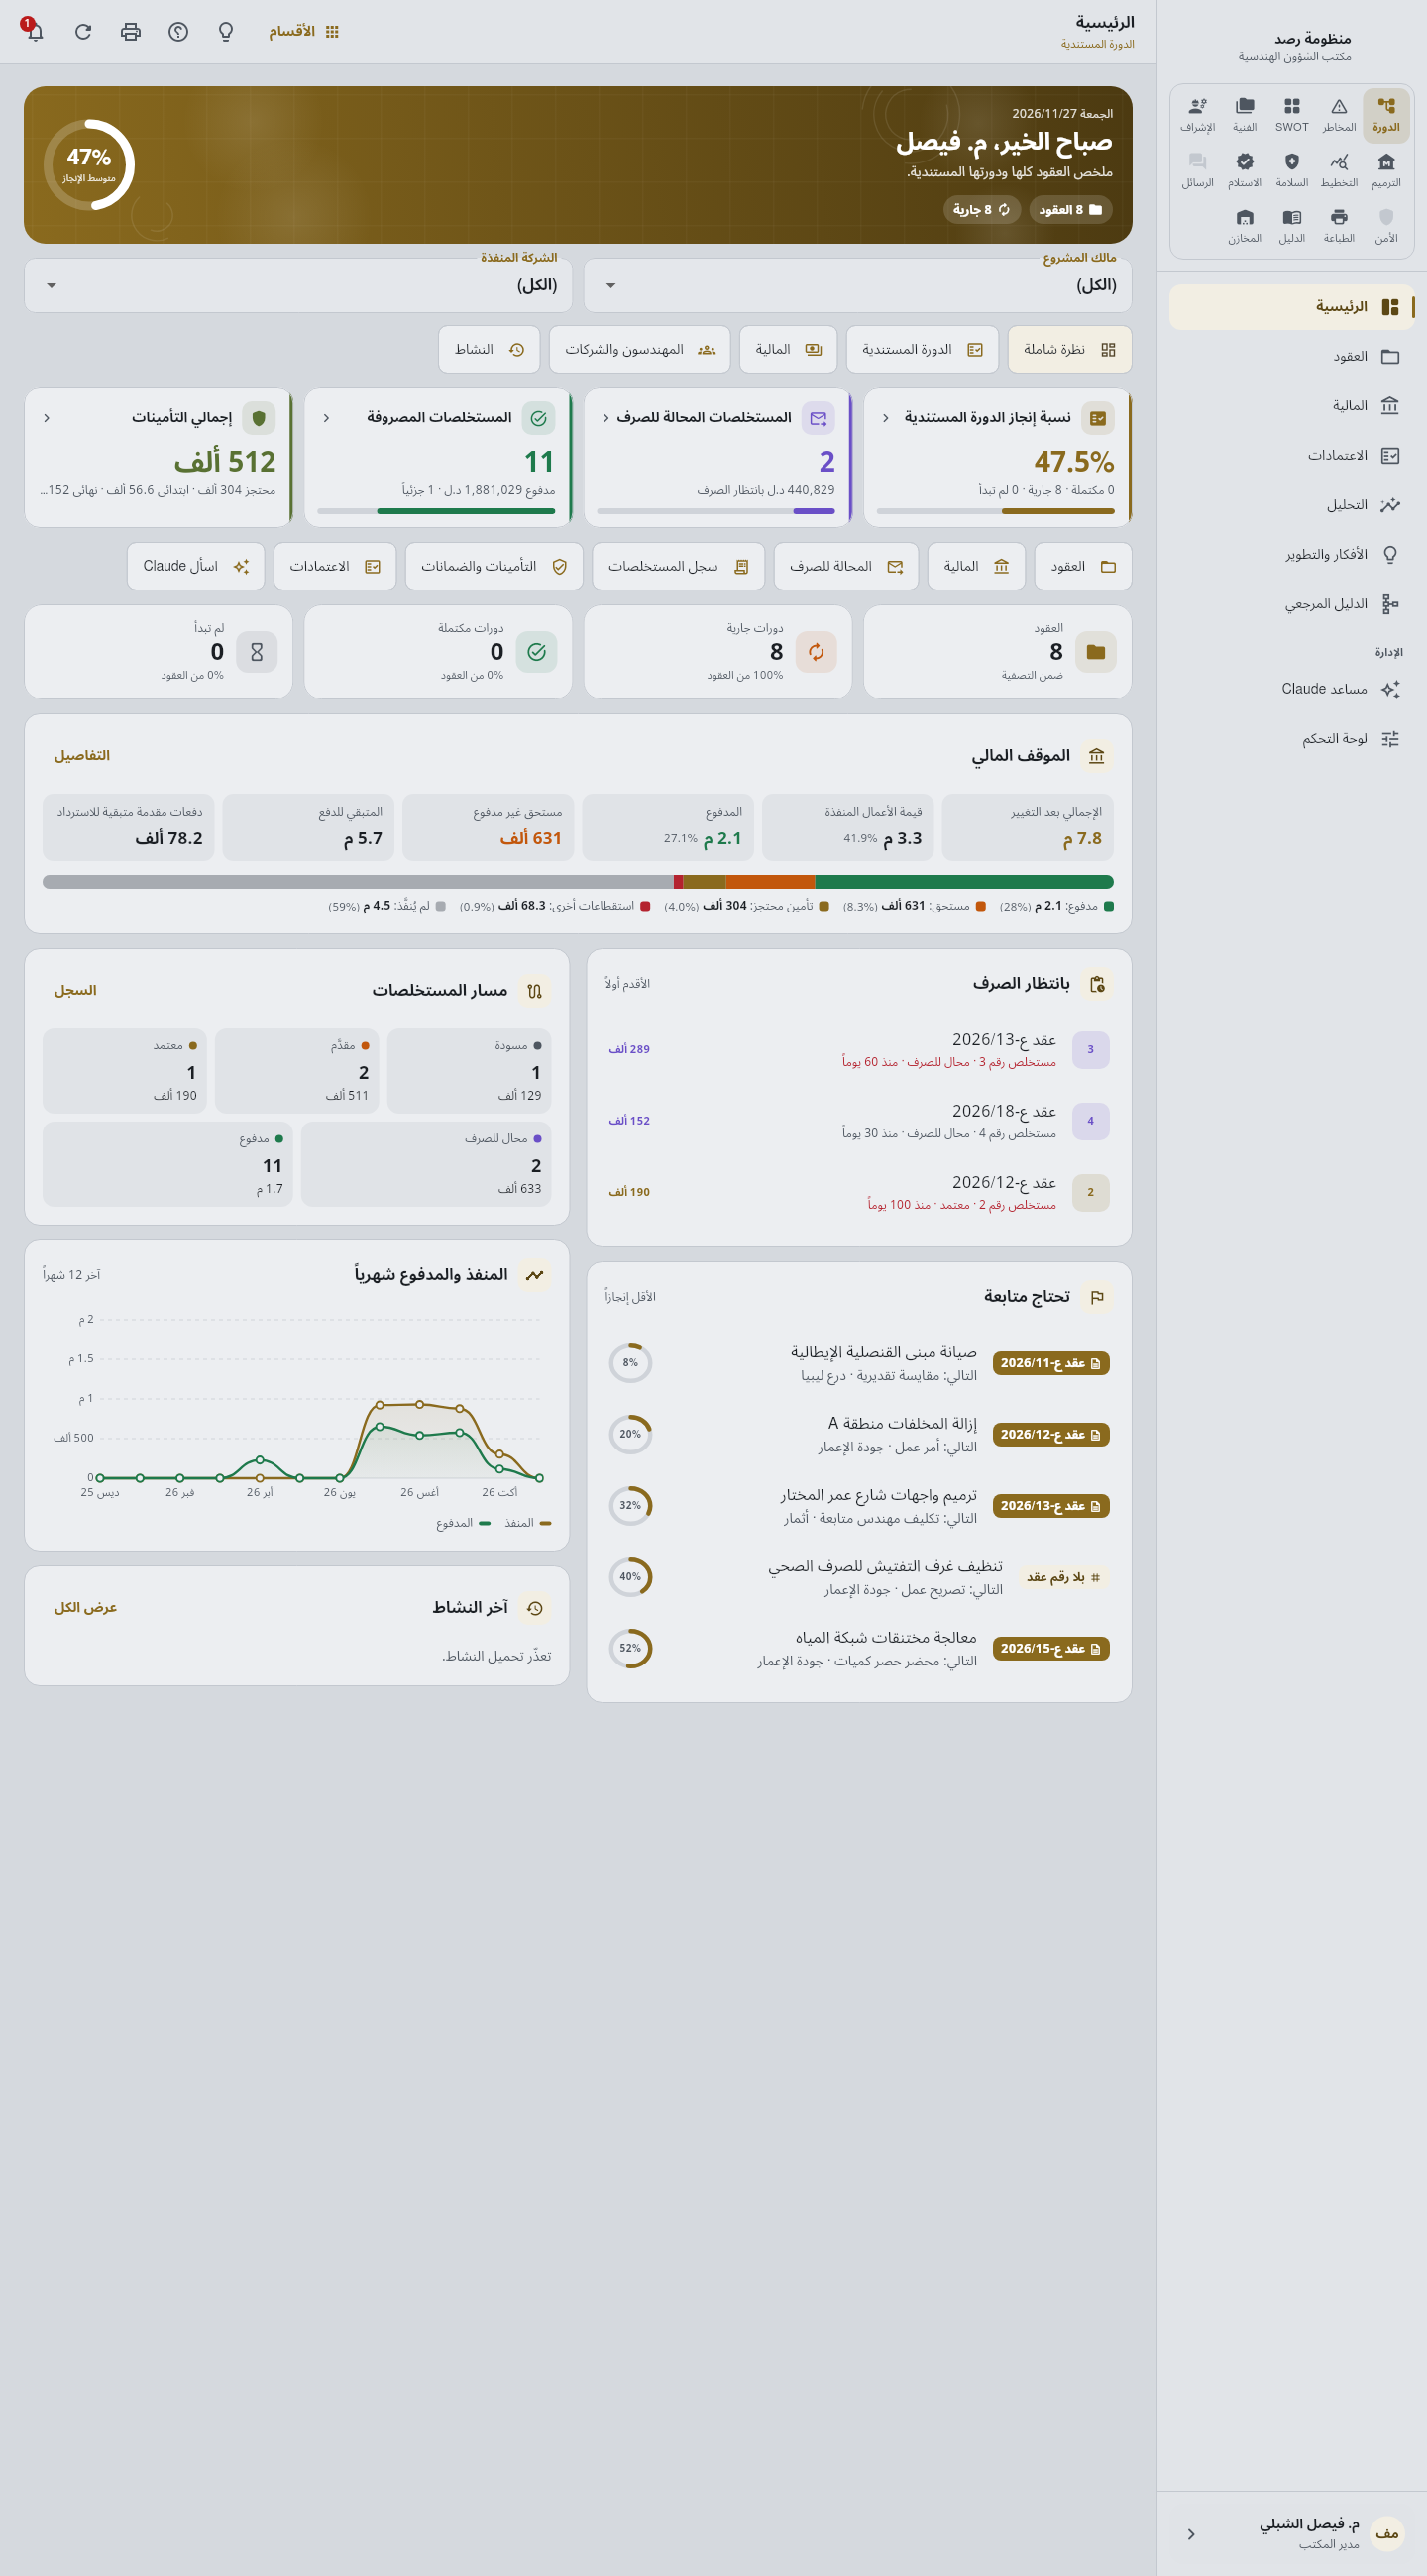 منظومة رصد
مكتب الشؤون الهندسية
الدورة
المخاطر
SWOT
الفنية
الإشراف
الترميم
التخطيط
السلامة
الاستلام
الرسائل
الأمن
الطباعة
الدليل
المخازن
الرئيسية
العقود
المالية
الاعتمادات
التحليل
الأفكار والتطوير
الدليل المرجعي
الإدارة
مساعد Claude
لوحة التحكم
م. فيصل الشبلي
مدير المكتب
مف
الرئيسية
الدورة المستندية
الأقسام
1
الجمعة 2026/11/27
صباح الخير، م. فيصل
ملخص العقود كلها ودورتها المستندية.
8 العقود
8 جارية
47%
متوسط الإنجاز
مالك المشروع
(الكل)
الشركة المنفذة
(الكل)
نظرة شاملة
الدورة المستندية
المالية
المهندسون والشركات
النشاط
نسبة إنجاز الدورة المستندية
47.5%
0 مكتملة · 8 جارية · 0 لم تبدأ
المستخلصات المحالة للصرف
2
440,829 د.ل بانتظار الصرف
المستخلصات المصروفة
11
مدفوع 1,881,029 د.ل · 1 جزئياً
إجمالي التأمينات
512 ألف
محتجز 304 ألف · ابتدائي 56.6 ألف · نهائي 152...
العقود
المالية
المحالة للصرف
سجل المستخلصات
التأمينات والضمانات
الاعتمادات
اسأل Claude
العقود
8
ضمن التصفية
دورات جارية
8
100% من العقود
دورات مكتملة
0
0% من العقود
لم تبدأ
0
0% من العقود
الموقف المالي
التفاصيل
الإجمالي بعد التغيير
7.8 م
قيمة الأعمال المنفذة
3.3 م 41.9%
المدفوع
2.1 م 27.1%
مستحق غير مدفوع
631 ألف
المتبقي للدفع
5.7 م
دفعات مقدمة متبقية للاسترداد
78.2 ألف
مدفوع: 2.1 م (28%)
مستحق: 631 ألف (8.3%)
تأمين محتجز: 304 ألف (4.0%)
استقطاعات أخرى: 68.3 ألف (0.9%)
لم يُنفَّذ: 4.5 م (59%)
بانتظار الصرف
الأقدم أولاً
3
عقد ع-2026/13
مستخلص رقم 3 · محال للصرف · منذ 60 يوماً
289 ألف
4
عقد ع-2026/18
مستخلص رقم 4 · محال للصرف · منذ 30 يوماً
152 ألف
2
عقد ع-2026/12
مستخلص رقم 2 · معتمد · منذ 100 يوماً
190 ألف
تحتاج متابعة
الأقل إنجازاً
عقد ع-2026/11
صيانة مبنى القنصلية الإيطالية
التالي: مقايسة تقديرية · درع ليبيا
8%
عقد ع-2026/12
إزالة المخلفات منطقة A
التالي: أمر عمل · جودة الإعمار
20%
عقد ع-2026/13
ترميم واجهات شارع عمر المختار
التالي: تكليف مهندس متابعة · أثمار
32%
بلا رقم عقد
تنظيف غرف التفتيش للصرف الصحي
التالي: تصريح عمل · جودة الإعمار
40%
عقد ع-2026/15
معالجة مختنقات شبكة المياه
التالي: محضر حصر كميات · جودة الإعمار
52%
مسار المستخلصات
السجل
مسودة
1
129 ألف
مقدَّم
2
511 ألف
معتمد
1
190 ألف
محال للصرف
2
633 ألف
مدفوع
11
1.7 م
المنفذ والمدفوع شهرياً
آخر 12 شهراً
2 م
1.5 م
1 م
500 ألف
0
ديس 25
فبر 26
أبر 26
يون 26
أغس 26
أكت 26
المنفذ
المدفوع
آخر النشاط
عرض الكل
تعذّر تحميل النشاط.